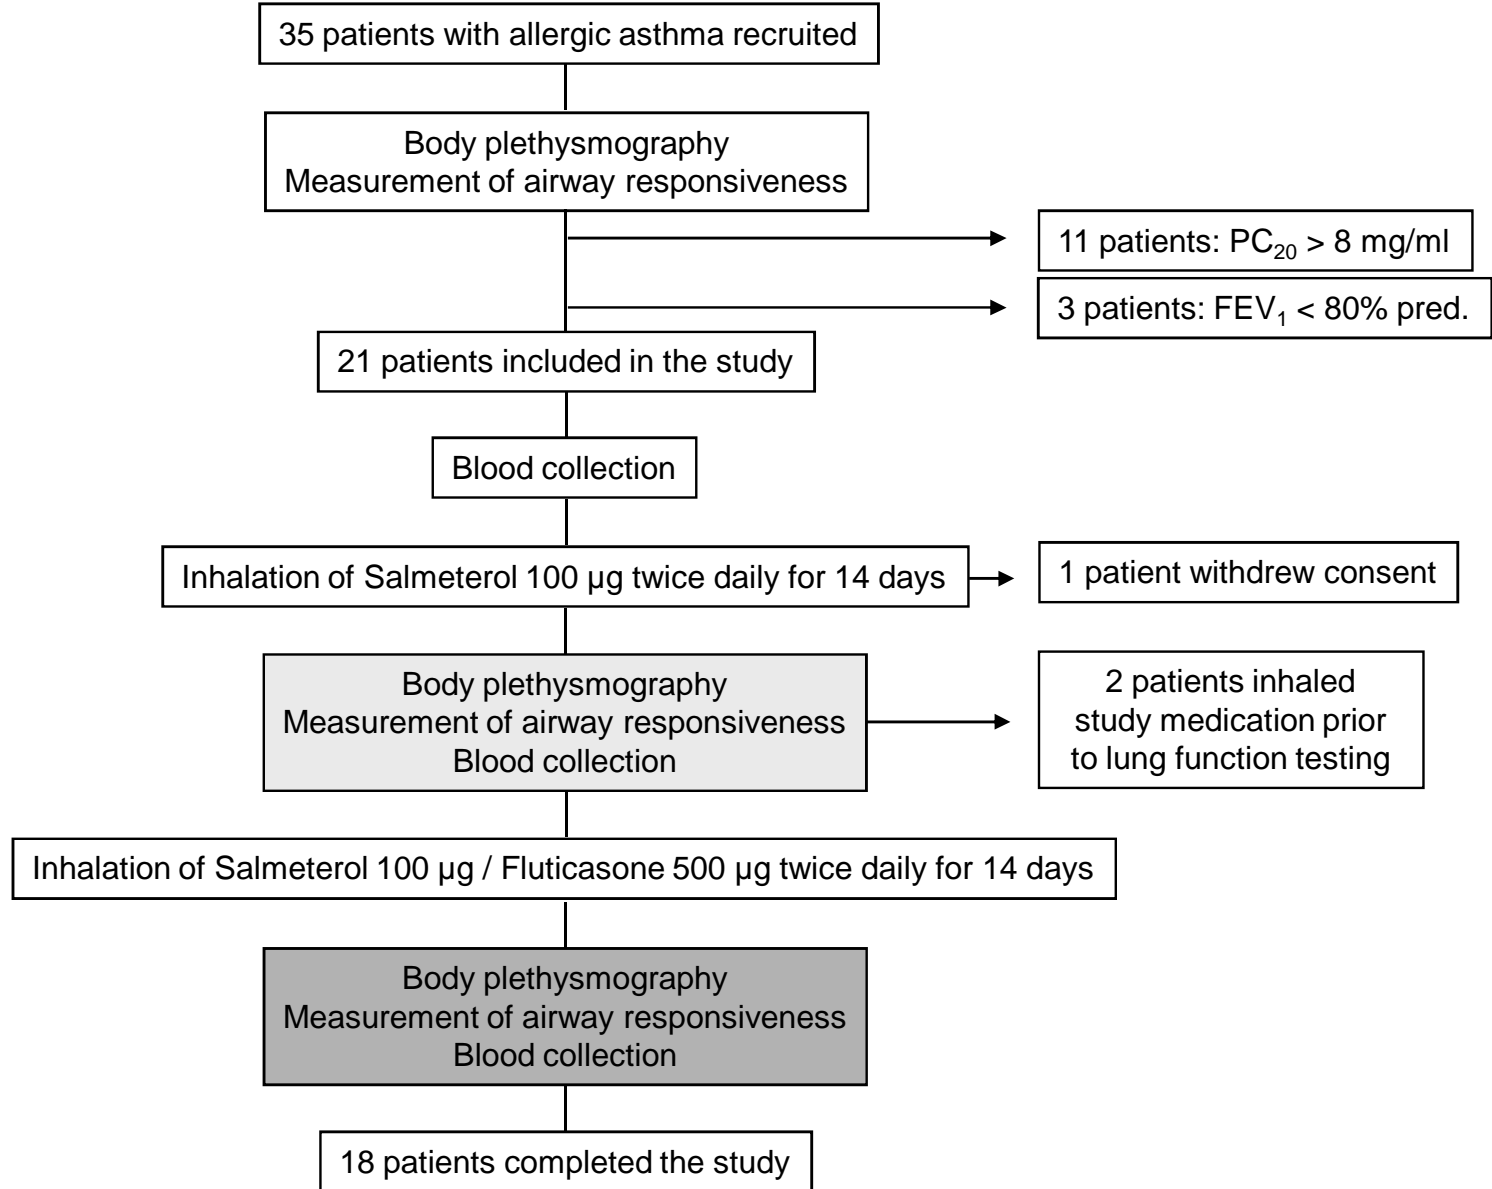 35 patients with allergic asthma recruited
Body plethysmography
Measurement of airway responsiveness
11 patients: PC₂₀ > 8 mg/ml
3 patients: FEV₁ < 80% pred.
21 patients included in the study
Blood collection
Inhalation of Salmeterol 100 µg twice daily for 14 days
1 patient withdrew consent
Body plethysmography
Measurement of airway responsiveness
Blood collection
2 patients inhaled
study medication prior
to lung function testing
Inhalation of Salmeterol 100 µg / Fluticasone 500 µg twice daily for 14 days
Body plethysmography
Measurement of airway responsiveness
Blood collection
18 patients completed the study